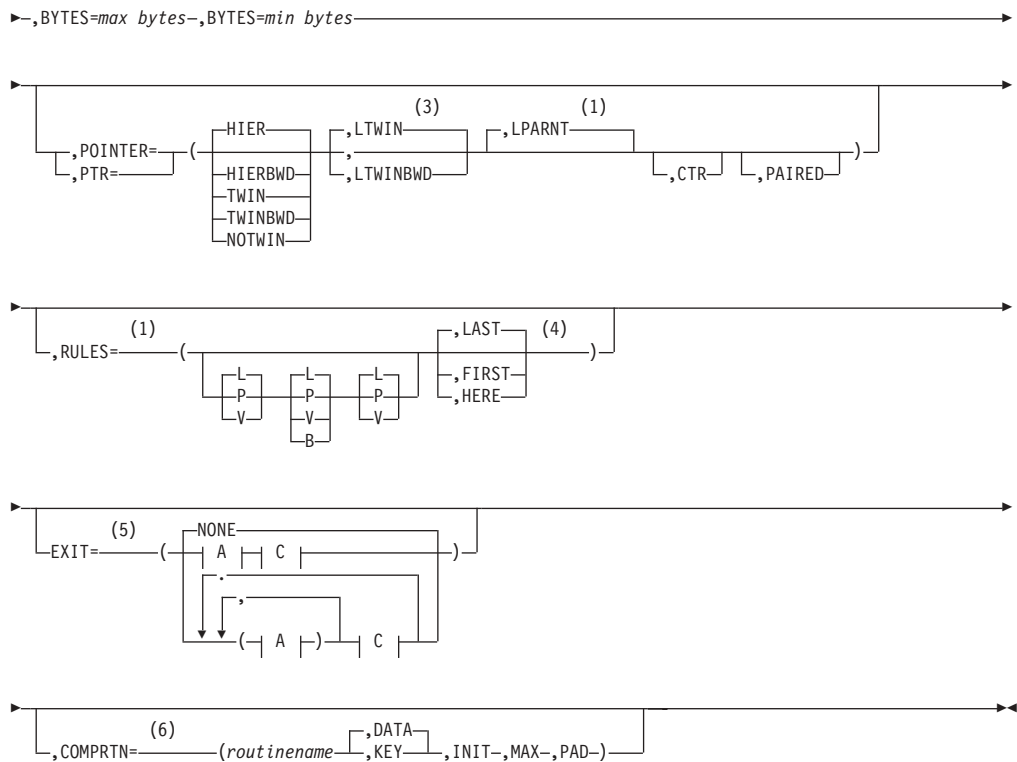 ,BYTES=max bytes ,BYTES=min bytes
(3) (1)
HIER ,LTWIN ,LPARNT
,POINTER= ( , )
,PTR= HIERBWD ,LTWINBWD ,CTR ,PAIRED
TWIN
TWINBWD
NOTWIN
(1) ,LAST (4)
,RULES= ( )
L L L ,FIRST
P P P ,HERE
V V V
B
(5) NONE
EXIT= ( A C )
.
,
( A ) C
(6) ,DATA
,COMPRTN= (routinename ,KEY ,INIT ,MAX ,PAD )